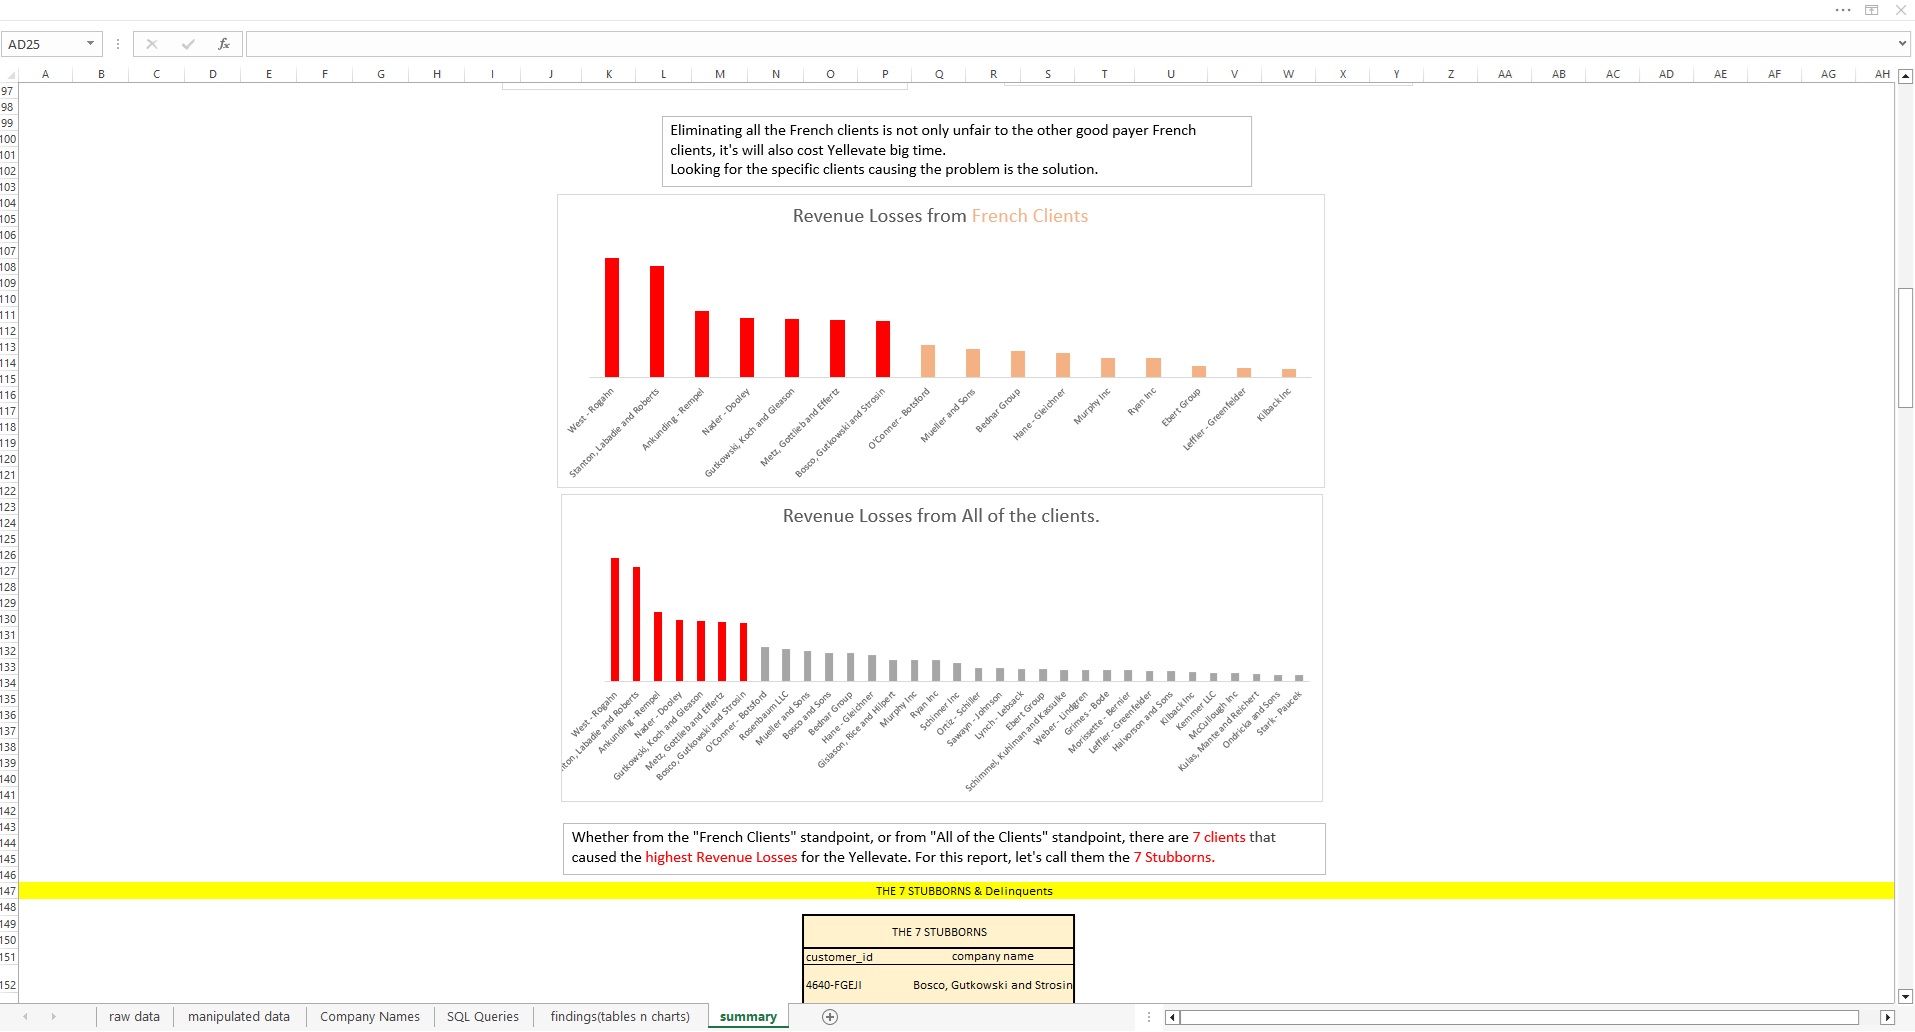 AD25
fx
A B C D E F G H I J K L M N O P Q R S T U V W X Y Z AA AB AC AD AE AF AG AH
97
98
99
100
101
102
103
104
105
106
107
108
109
110
111
112
113
114
115
116
117
118
119
120
121
122
123
124
125
126
127
128
129
130
131
132
133
134
135
136
137
138
139
140
141
142
143
144
145
146
147
148
149
150
151
152
Eliminating all the French clients is not only unfair to the other good payer French
clients, it's will also cost Yellevate big time.
Looking for the specific clients causing the problem is the solution.
Revenue Losses from French Clients
West - Rogahn
Stanton, Labadie and Roberts
Ankunding - Rempel
Nader - Dooley
Gutkowski, Koch and Gleason
Metz, Gottlieb and Effertz
Bosco, Gutkowski and Strosin
O'Conner - Botsford
Mueller and Sons
Bednar Group
Hane - Gleichner
Murphy Inc
Ryan Inc
Ebert Group
Leffler - Greenfelder
Kilback Inc
Revenue Losses from All of the clients.
West - Rogahn
nton, Labadie and Roberts
Ankunding - Rempel
Nader - Dooley
Gutkowski, Koch and Gleason
Metz, Gottlieb and Effertz
Bosco, Gutkowski and Strosin
O'Conner - Botsford
Rosenbaum LLC
Mueller and Sons
Bosco and Sons
Bednar Group
Hane - Gleichner
Gislason, Rice and Hilpert
Murphy Inc
Ryan Inc
Schinner Inc
Ortiz - Schiller
Sawayn - Johnson
Lynch - Lebsack
Ebert Group
Schimmel, Kuhlman and Kassulke
Weber - Lindgren
Grimes - Bode
Morissette - Bernier
Leffler - Greenfelder
Halvorson and Sons
Kilback Inc
Kemmer LLC
McCullough Inc
Kulas, Mante and Reichert
Ondricka and Sons
Stark - Paucek
Whether from the "French Clients" standpoint, or from "All of the Clients" standpoint, there are 7 clients that
caused the highest Revenue Losses for the Yellevate. For this report, let's call them the 7 Stubborns.
THE 7 STUBBORNS & Delinquents
THE 7 STUBBORNS
customer_id company name
4640-FGEJI Bosco, Gutkowski and Strosin
raw data manipulated data Company Names SQL Queries findings(tables n charts) summary